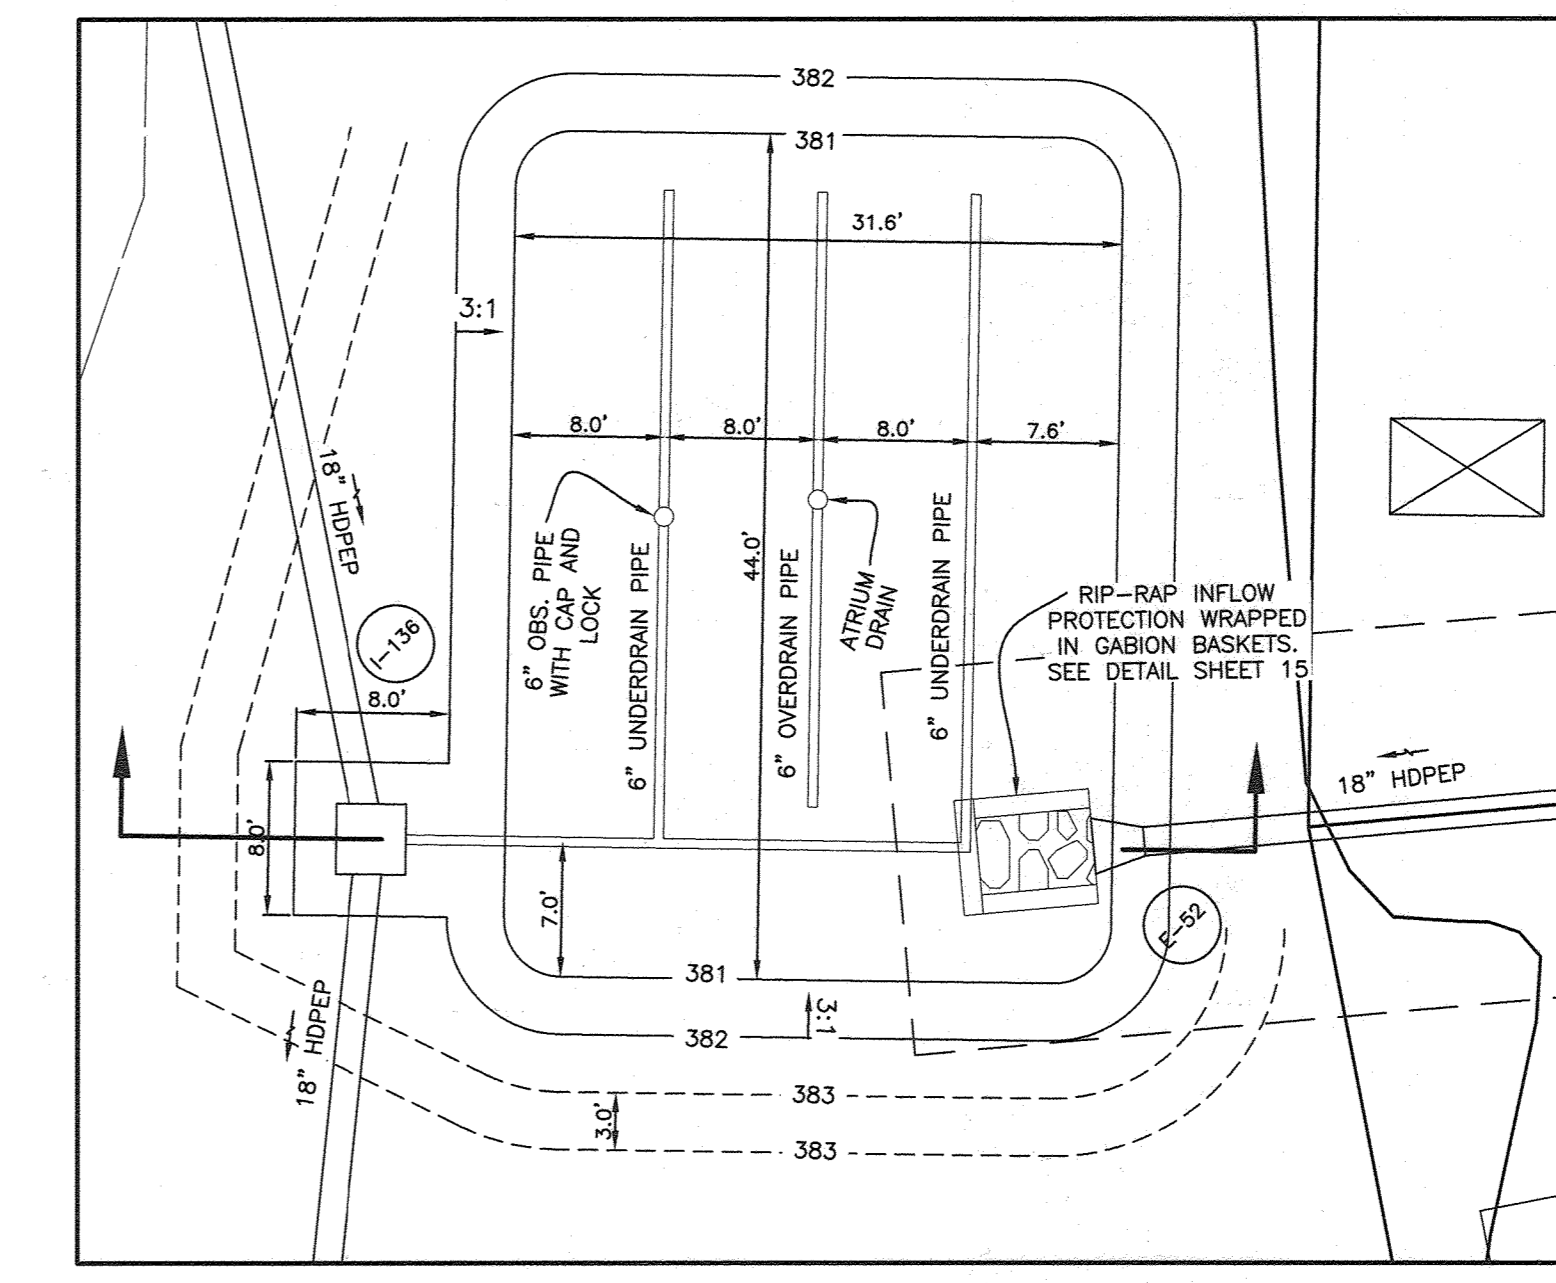 382
381
31.6'
3:1
8.0'
8.0'
8.0'
7.6'
18" HDPEP
6" OBS. PIPE
WITH CAP AND
LOCK
6" UNDERDRAIN PIPE
44.0'
6" OVERDRAIN PIPE
ATRIUM
DRAIN
6" UNDERDRAIN PIPE
RIP-RAP INFLOW
PROTECTION WRAPPED
IN GABION BASKETS.
SEE DETAIL SHEET 15
I-136
8.0'
8.0'
18" HDPEP
7.0'
E-52
381
3:1
382
18" HDPEP
383
3.0'
383